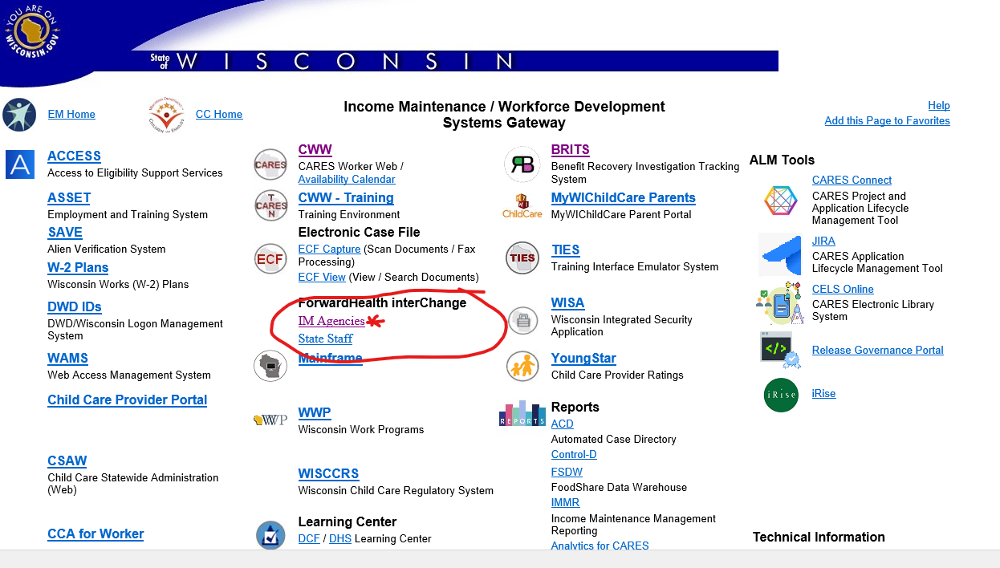 YOU ARE ON
WISCONSIN.GOV
State of WISCONSIN
EM Home
CC Home
Income Maintenance / Workforce Development
Systems Gateway
Help
Add this Page to Favorites
A
ACCESS
Access to Eligibility Support Services
ASSET
Employment and Training System
SAVE
Alien Verification System
W-2 Plans
Wisconsin Works (W-2) Plans
DWD IDs
DWD/Wisconsin Logon Management
System
WAMS
Web Access Management System
Child Care Provider Portal
CSAW
Child Care Statewide Administration
(Web)
CCA for Worker
CARES
CWW
CARES Worker Web /
Availability Calendar
T
CARES
N
CWW - Training
Training Environment
Electronic Case File
ECF
ECF Capture (Scan Documents / Fax
Processing)
ECF View (View / Search Documents)
ForwardHealth interChange
IM Agencies
State Staff
Mainframe
WWP
WWP
Wisconsin Work Programs
WISCCRS
Wisconsin Child Care Regulatory System
Learning Center
DCF / DHS Learning Center
RB
BRITS
Benefit Recovery Investigation Tracking
System
ChildCare
MyWIChildCare Parents
MyWIChildCare Parent Portal
TIES
TIES
Training Interface Emulator System
WISA
Wisconsin Integrated Security
Application
YoungStar
Child Care Provider Ratings
REPORTS
Reports
ACD
Automated Case Directory
Control-D
FSDW
FoodShare Data Warehouse
IMMR
Income Maintenance Management
Reporting
Analytics for CARES
ALM Tools
CARES Connect
CARES Project and
Application Lifecycle
Management Tool
JIRA
CARES Application
Lifecycle Management Tool
CELS Online
CARES Electronic Library
System
</>
Release Governance Portal
iRise
iRise
Technical Information